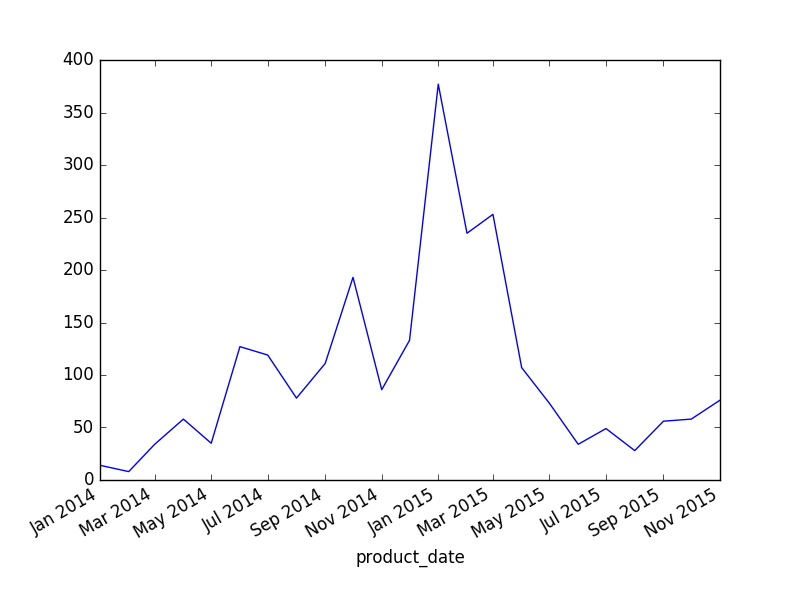 400
350
300
250
200
150
100
50
0
Jan 2014
Mar 2014
May 2014
Jul 2014
Sep 2014
Nov 2014
Jan 2015
Mar 2015
May 2015
Jul 2015
Sep 2015
Nov 2015
product_date